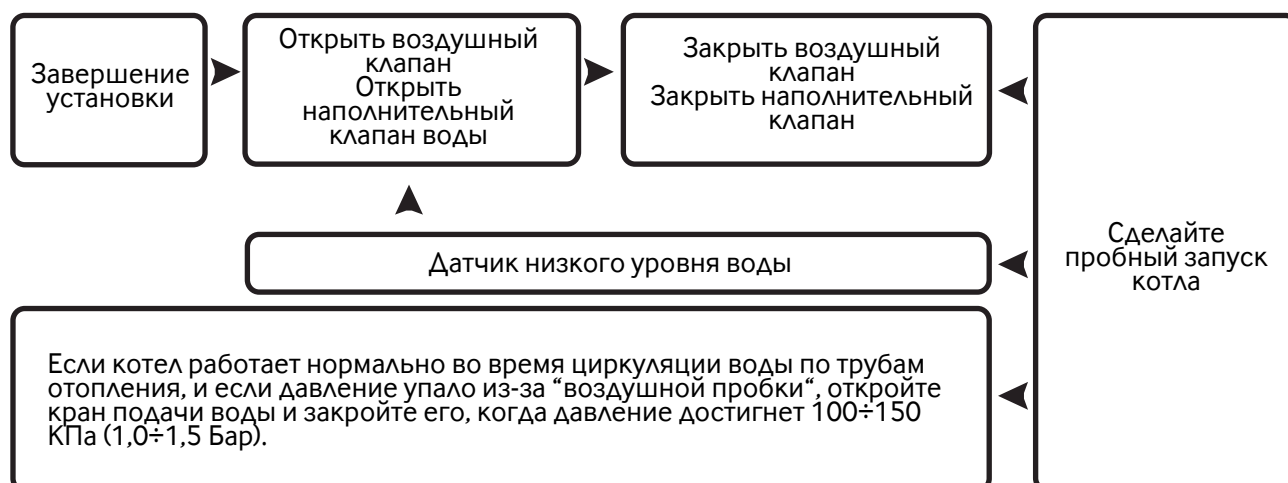 Завершение
установки
Открыть воздушный
клапан
Открыть
наполнительный
клапан воды
Закрыть воздушный
клапан
Закрыть наполнительный
клапан
Сделайте
пробный запуск
котла
Датчик низкого уровня воды
Если котел работает нормально во время циркуляции воды по трубам
отопления, и если давление упало из-за “воздушной пробки“, откройте
кран подачи воды и закройте его, когда давление достигнет 100÷150
КПа (1,0÷1,5 Бар).